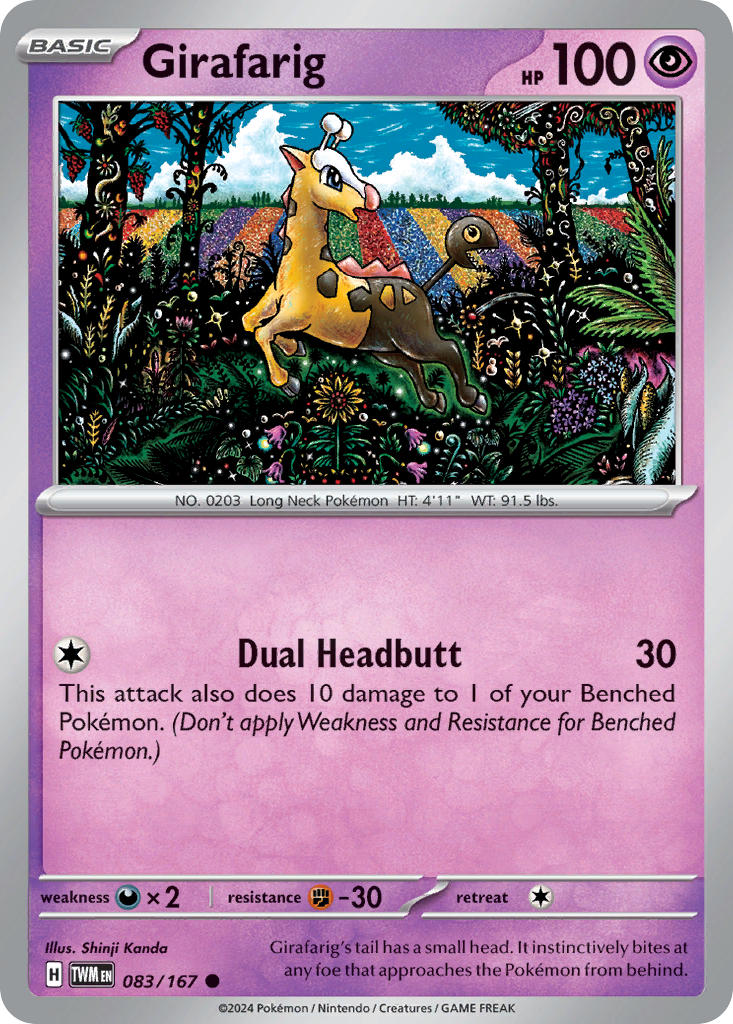 BASIC
Girafarig
HP 100
NO. 0203 Long Neck Pokémon HT: 4'11" WT: 91.5 lbs.
Dual Headbutt 30
This attack also does 10 damage to 1 of your Benched
Pokémon. (Don't apply Weakness and Resistance for Benched
Pokémon.)
weakness ×2 resistance -30 retreat
Illus. Shinji Kanda
Girafarig's tail has a small head. It instinctively bites at
any foe that approaches the Pokémon from behind.
H TWM EN 083/167
©2024 Pokémon / Nintendo / Creatures / GAME FREAK